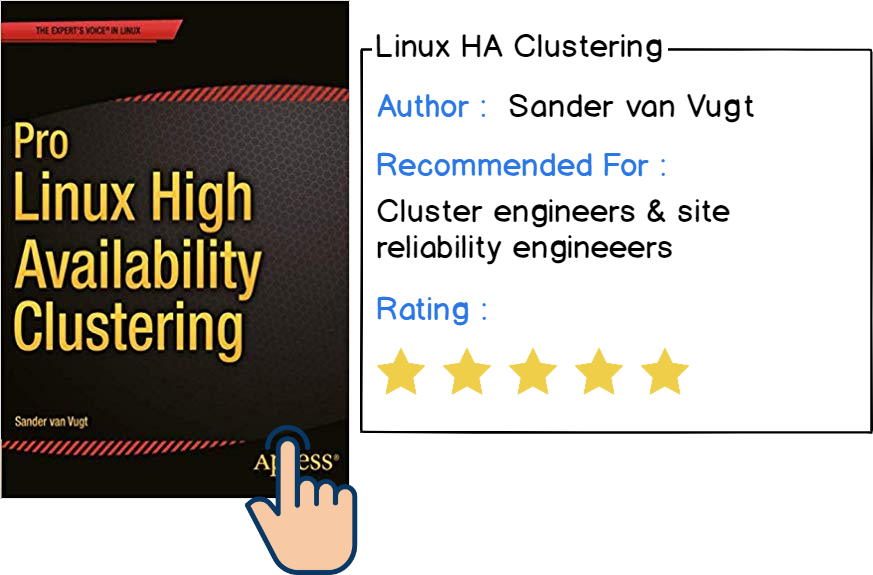 THE EXPERT'S VOICE® IN LINUX
Pro
Linux High
Availability
Clustering
Sander van Vugt
Linux HA Clustering
Author : Sander van Vugt
Recommended For :
Cluster engineers & site
reliability engineeers
Rating :